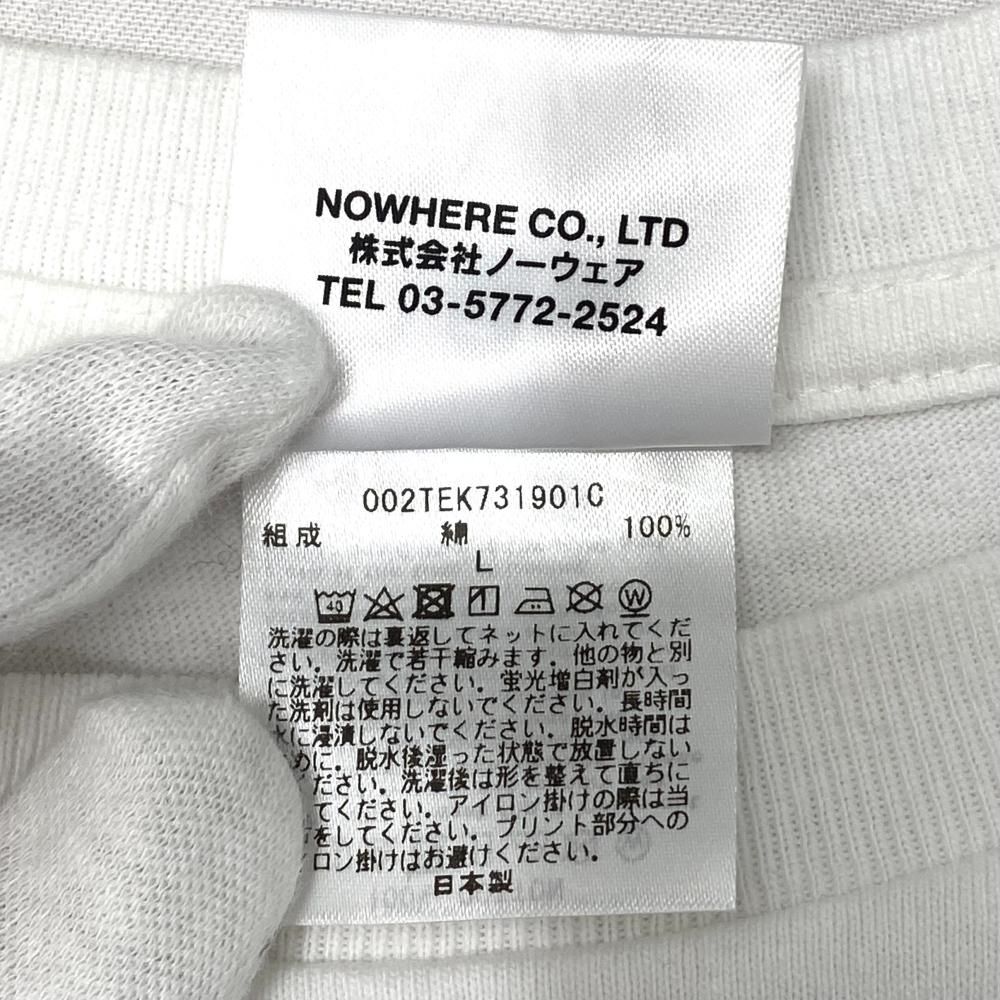 NOWHERE CO., LTD
株式会社ノーウェア
TEL 03-5772-2524
002TEK731901C
組成 綿 100%
L
40 W
洗濯の際は裏返してネットに入れてくだ
さい。洗濯で若干縮みます。他の物と別
に洗濯してください。蛍光増白剤が入っ
た洗剤は使用しないでください。長時間
水に浸漬しないでください。脱水時間は
めに。脱水後湿った状態で放置しない
ださい。洗濯後は形を整えて直ちに
てください。アイロン掛けの際は当
をしてください。プリント部分への
イロン掛けはお避けください。
日本製